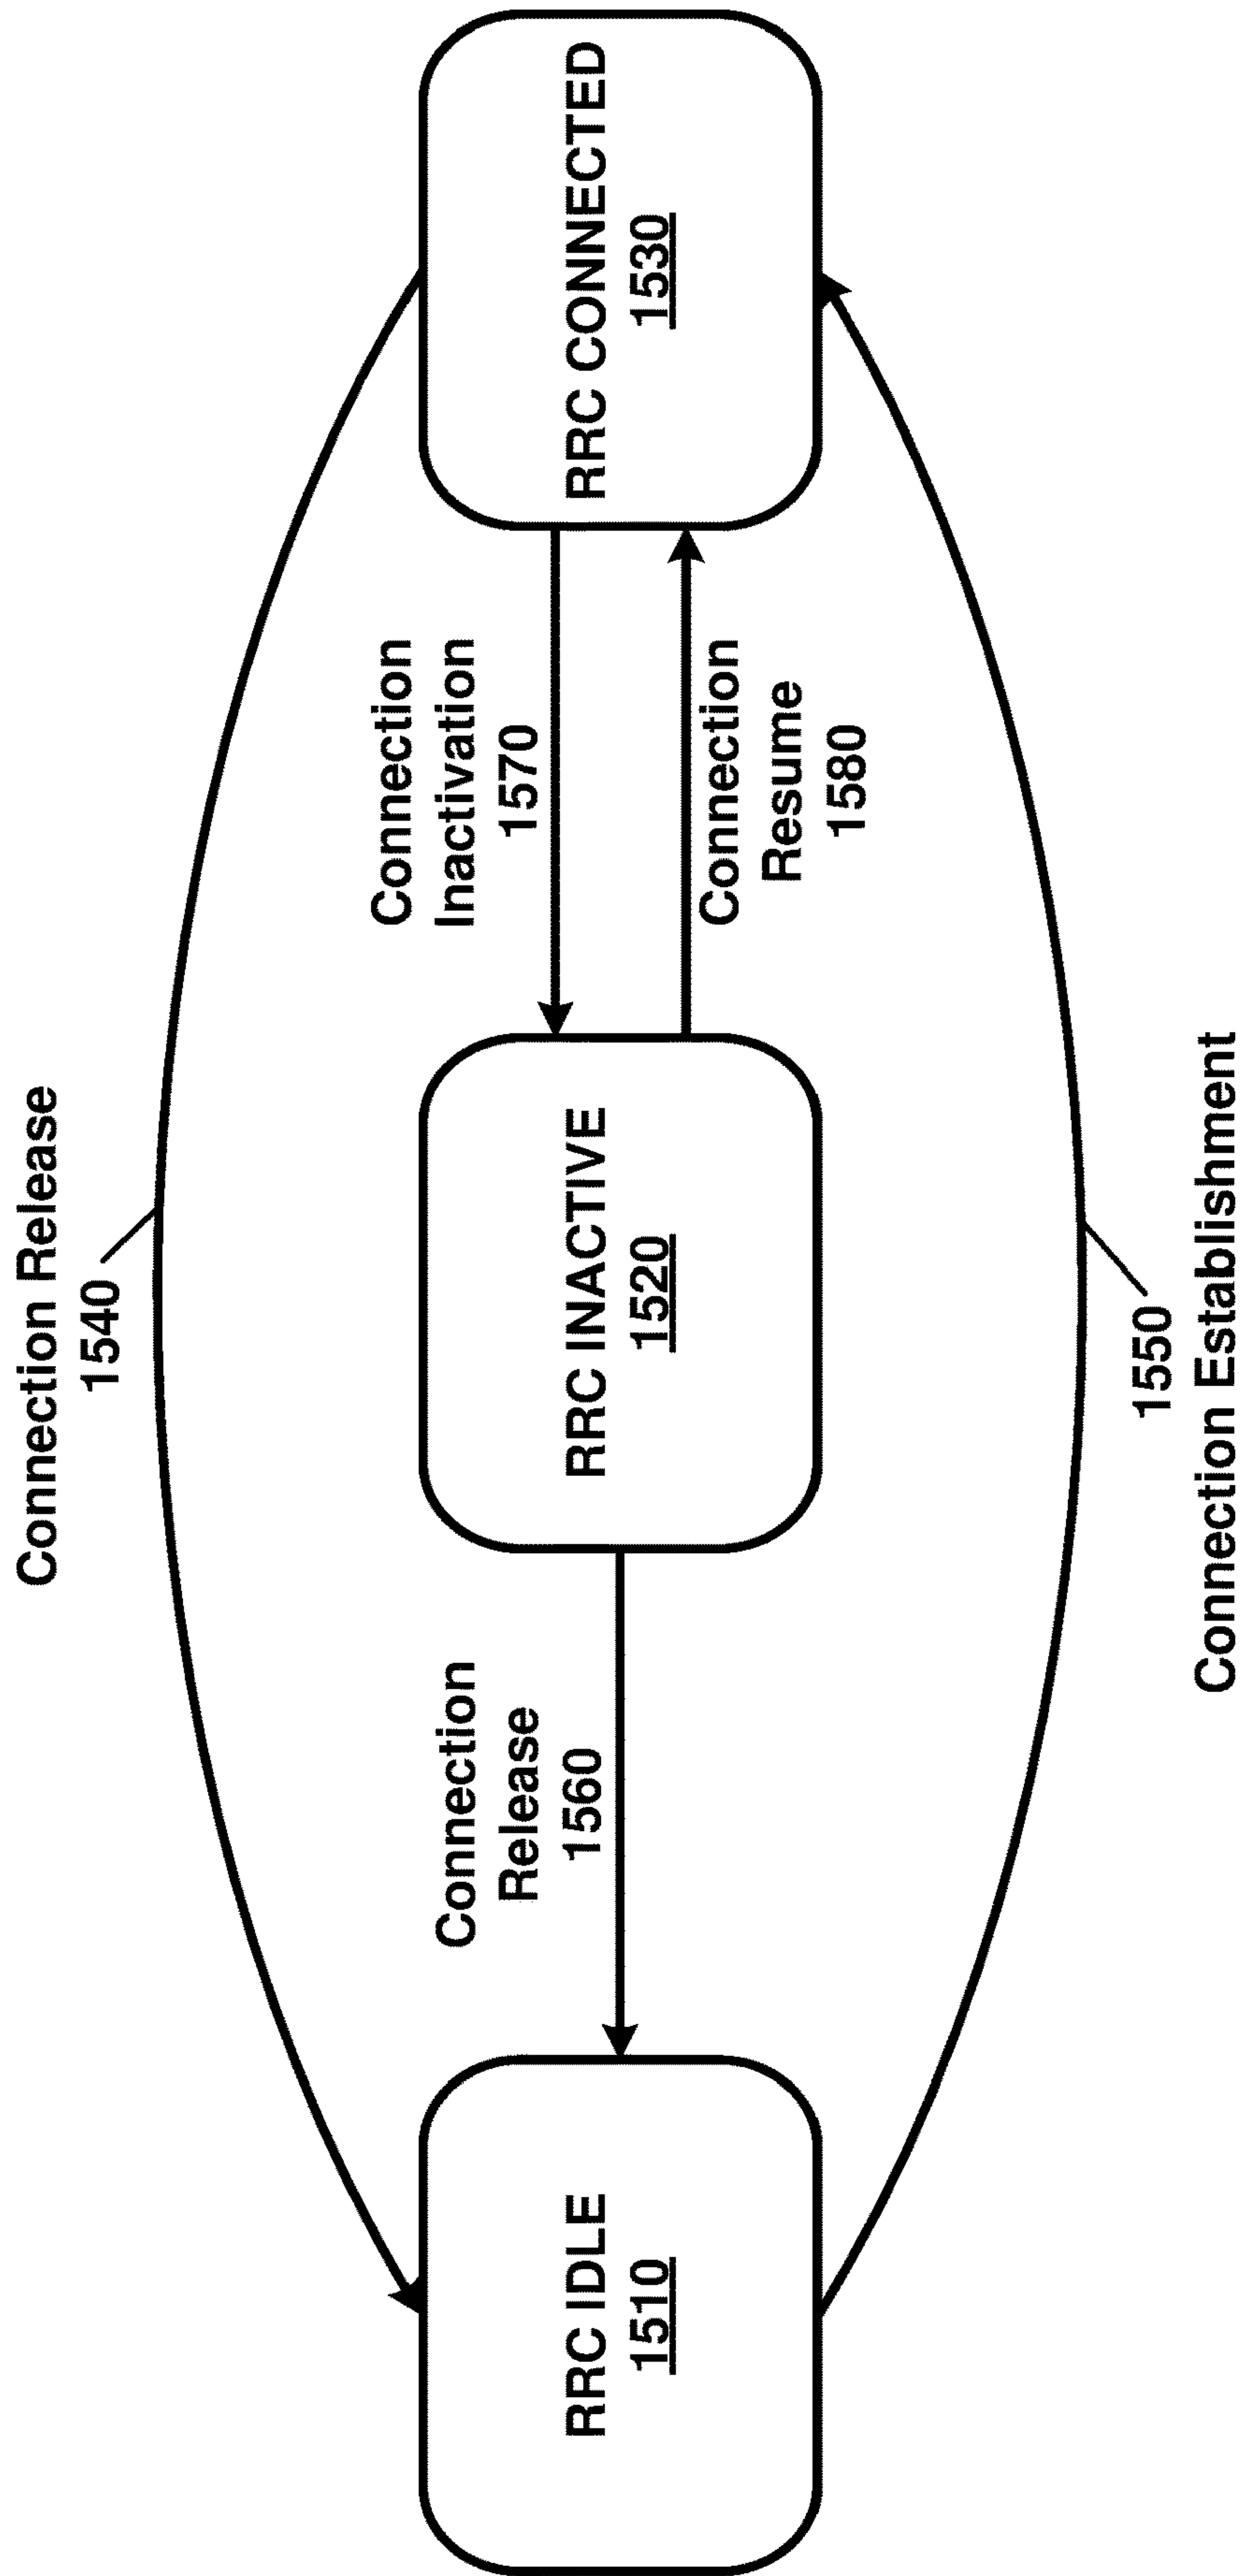 Connection Release
1540
RRC IDLE
1510
Connection
Release
1560
RRC INACTIVE
1520
Connection
Inactivation
1570
Connection
Resume
1580
RRC CONNECTED
1530
1550
Connection Establishment